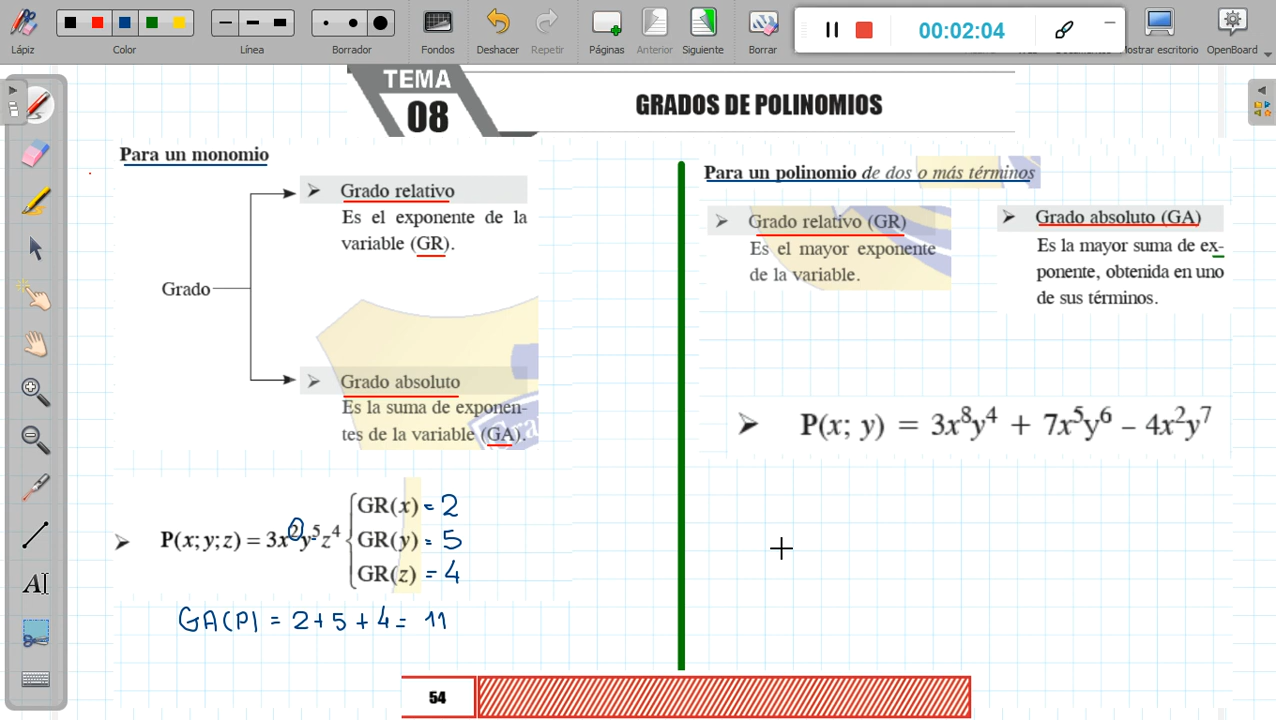 Lápiz
Color
Línea
Borrador
Fondos
Deshacer
Repetir
Páginas
Anterior
Siguiente
Borrar
00:02:04
Mostrar escritorio
OpenBoard
TEMA
08
GRADOS DE POLINOMIOS
Para un monomio
Grado
➢ Grado relativo
Es el exponente de la
variable (GR).
➢ Grado absoluto
Es la suma de exponen-
tes de la variable (GA).
➢ P(x; y; z) = 3x²y⁵z⁴
GR(x) = 2
GR(y) = 5
GR(z) = 4
GA(P) = 2 + 5 + 4 = 11
Para un polinomio de dos o más términos
➢ Grado relativo (GR)
Es el mayor exponente
de la variable.
➢ Grado absoluto (GA)
Es la mayor suma de ex-
ponente, obtenida en uno
de sus términos.
➢ P(x; y) = 3x⁸y⁴ + 7x⁵y⁶ – 4x²y⁷
54